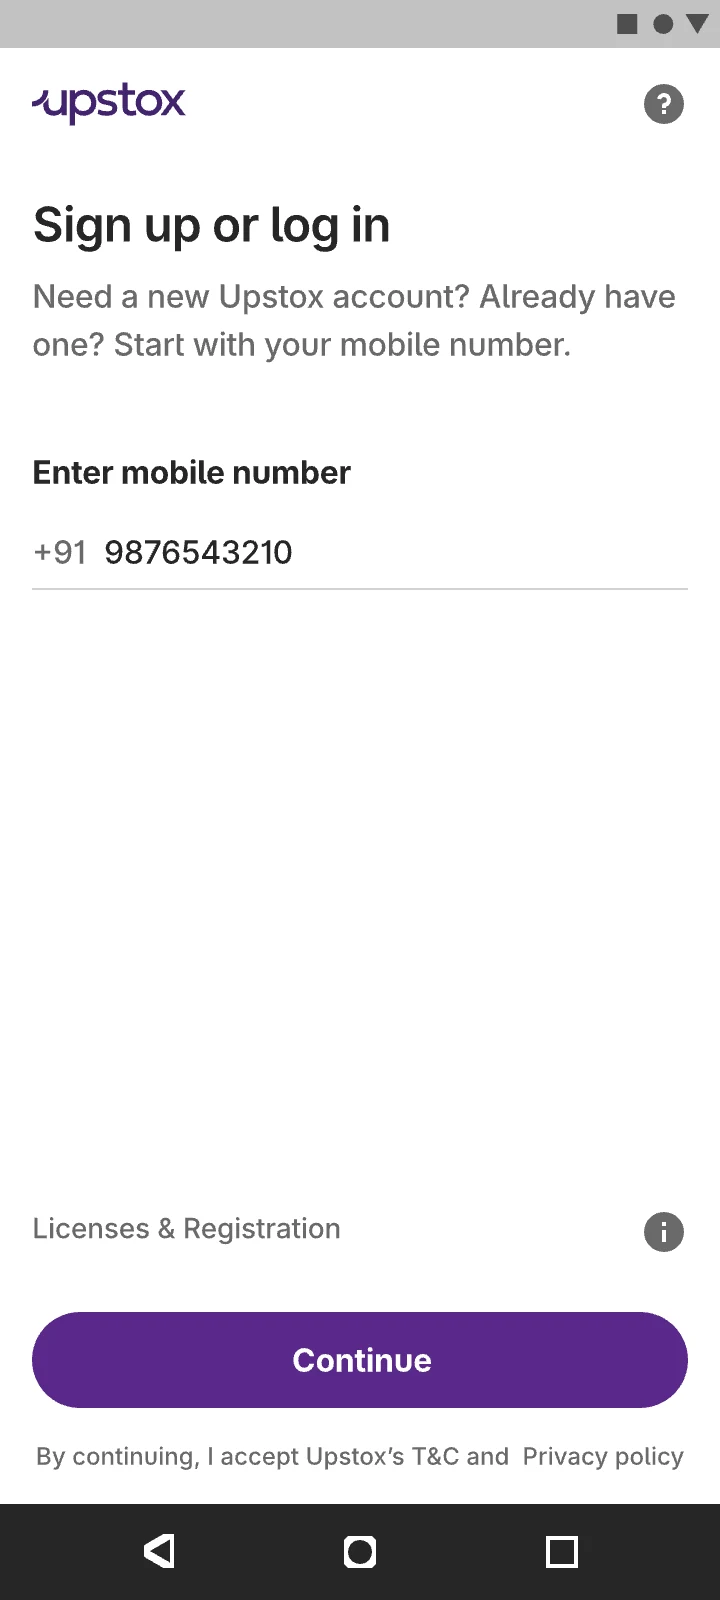 upstox
?
Sign up or log in
Need a new Upstox account? Already have
one? Start with your mobile number.
Enter mobile number
+91 9876543210
Licenses & Registration
i
Continue
By continuing, I accept Upstox’s T&C and Privacy policy